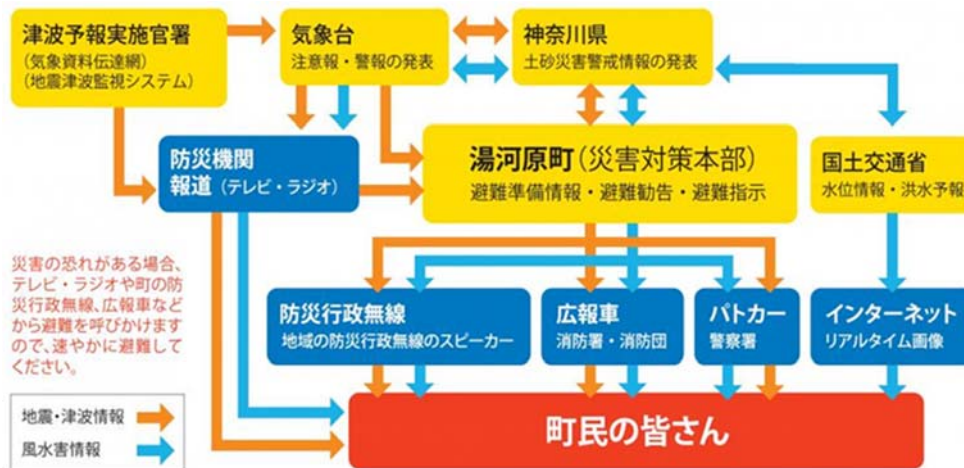 津波予報実施官署
(気象資料伝達網)
(地震津波監視システム)
気象台
注意報・警報の発表
神奈川県
土砂災害警戒情報の発表
防災機関
報道（テレビ・ラジオ）
湯河原町（災害対策本部）
避難準備情報・避難勧告・避難指示
国土交通省
水位情報・洪水予報
災害の恐れがある場合、
テレビ・ラジオや町の防
災行政無線、広報車など
から避難を呼びかけます
ので、速やかに避難して
ください。
防災行政無線
地域の防災行政無線のスピーカー
広報車
消防署・消防団
パトカー
警察署
インターネット
リアルタイム画像
地震・津波情報
風水害情報
町民の皆さん